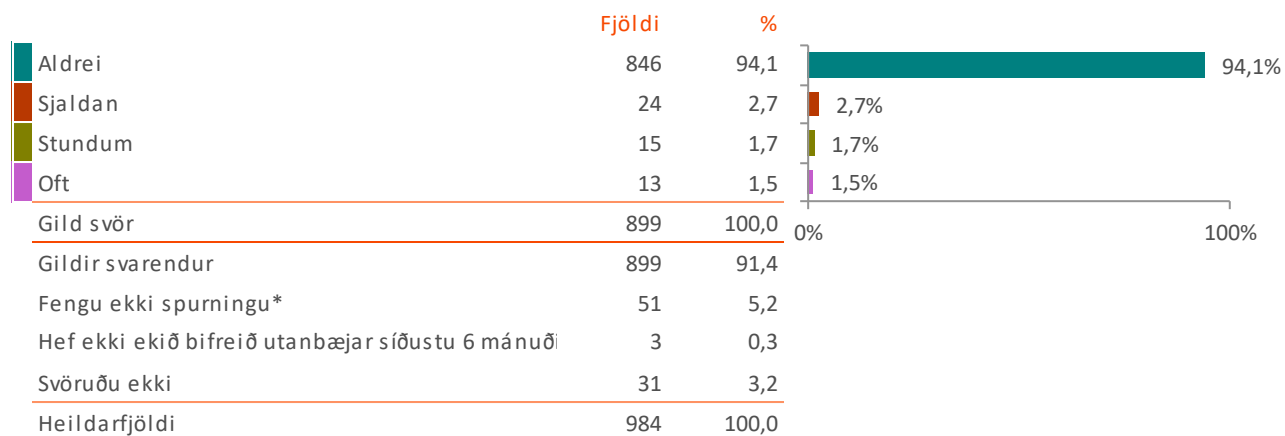 Fjöldi %
Aldrei 846 94,1 94,1%
Sjaldan 24 2,7 2,7%
Stundum 15 1,7 1,7%
Oft 13 1,5 1,5%
Gild svör 899 100,0 0% 100%
Gildir svarendur 899 91,4
Fengu ekki spurningu* 51 5,2
Hef ekki ekið bifreið utanbæjar síðustu 6 mánuði 3 0,3
Svöruðu ekki 31 3,2
Heildarfjöldi 984 100,0